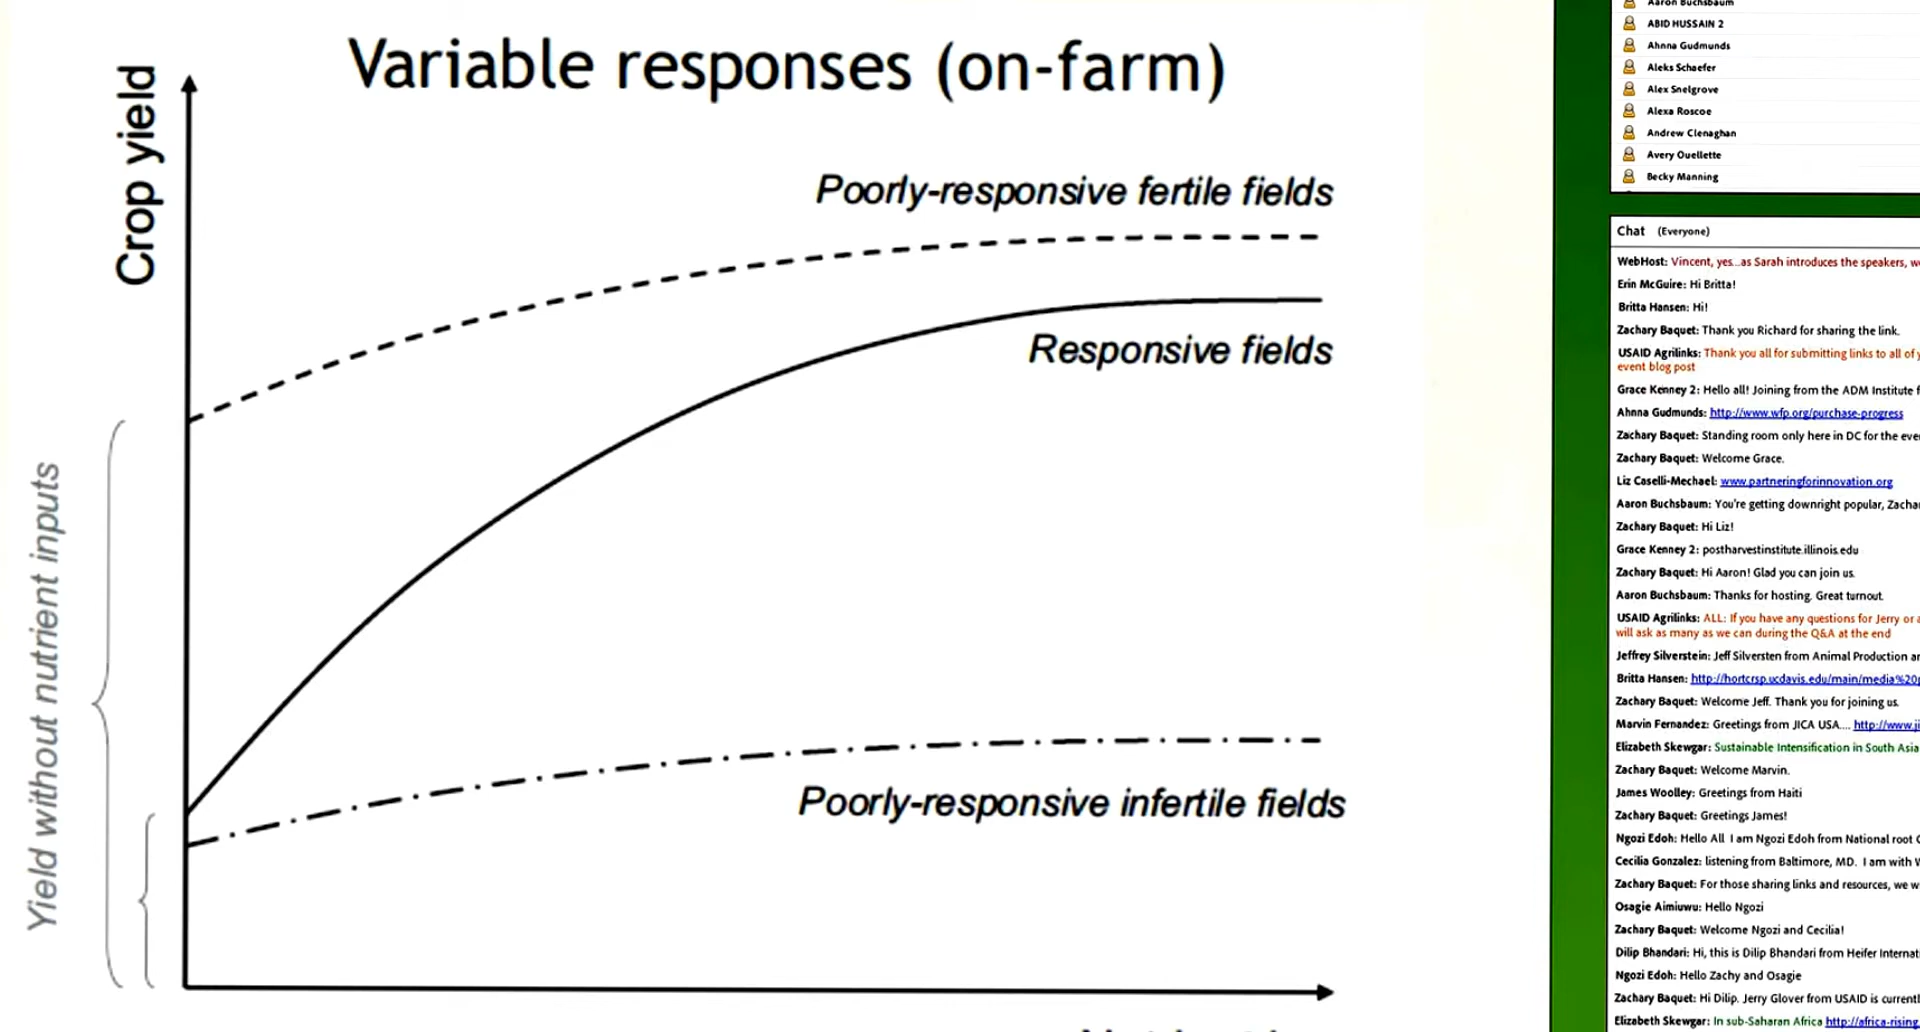 Variable responses (on-farm)
Crop yield
Poorly-responsive fertile fields
Responsive fields
Poorly-responsive infertile fields
Yield without nutrient inputs
Aaron Buchsbaum
ABID HUSSAIN 2
Ahnna Gudmunds
Aleks Schaefer
Alex Snelgrove
Alexa Roscoe
Andrew Clenaghan
Avery Ouellette
Becky Manning
Chat (Everyone)
WebHost: Vincent, yes...as Sarah introduces the speakers,
Erin McGuire: Hi Britta!
Britta Hansen: Hi!
Zachary Baquet: Thank you Richard for sharing the link.
USAID Agrilinks: Thank you all for submitting links to all of
event blog post
Grace Kenney 2: Hello all! Joining from the ADM Institute
Ahnna Gudmunds: http://www.wfp.org/purchase-progress
Zachary Baquet: Standing room only here in DC for the
Zachary Baquet: Welcome Grace.
Liz Caselli-Mechael: www.partneringforinnovation.org
Aaron Buchsbaum: You're getting downright popular,
Zachary Baquet: Hi Liz!
Grace Kenney 2: postharvestinstitute.illinois.edu
Zachary Baquet: Hi Aaron! Glad you can join us.
Aaron Buchsbaum: Thanks for hosting. Great turnout.
USAID Agrilinks: ALL: If you have any questions for Jerry or
will ask as many as we can during the Q&A at the end
Jeffrey Silverstein: Jeff Silversten from Animal Production
Britta Hansen: http://hortcrsp.ucdavis.edu/main/media%20
Zachary Baquet: Welcome Jeff. Thank you for joining us.
Marvin Fernandez: Greetings from JICA USA.... http://www.ji
Elizabeth Skewgar: Sustainable Intensification in South Asia
Zachary Baquet: Welcome Marvin.
James Woolley: Greetings from Haiti
Zachary Baquet: Greetings James!
Ngozi Edoh: Hello All I am Ngozi Edoh from National root
Cecilia Gonzalez: listening from Baltimore, MD. I am with
Zachary Baquet: For those sharing links and resources, we
Osagie Aimiuwu: Hello Ngozi
Zachary Baquet: Welcome Ngozi and Cecilia!
Dilip Bhandari: Hi, this is Dilip Bhandari from Heifer
Ngozi Edoh: Hello Zachy and Osagie
Zachary Baquet: Hi Dilip. Jerry Glover from USAID is
Elizabeth Skewgar: In sub-Saharan Africa http://africa-rising